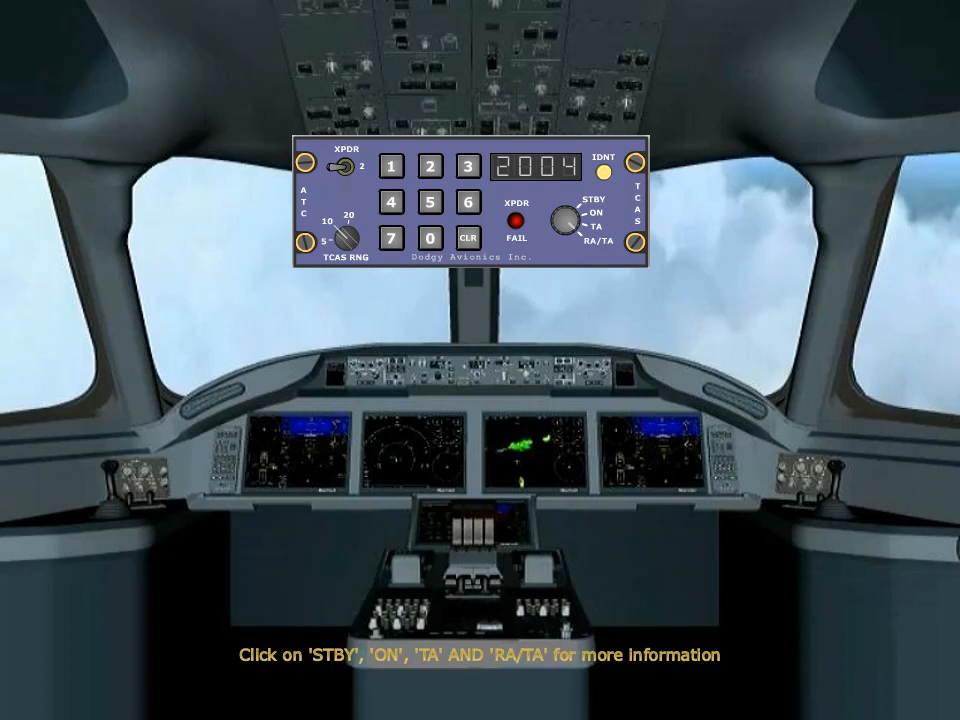 XPDR
2
1 2 3
2004
IDNT
ATC
4 5 6
XPDR
FAIL
STBY
ON
TA
RA/TA
TCAS
20
10
5
TCAS RNG
7 0 CLR
Dodgy Avionics Inc.
Click on 'STBY', 'ON', 'TA' AND 'RA/TA' for more information